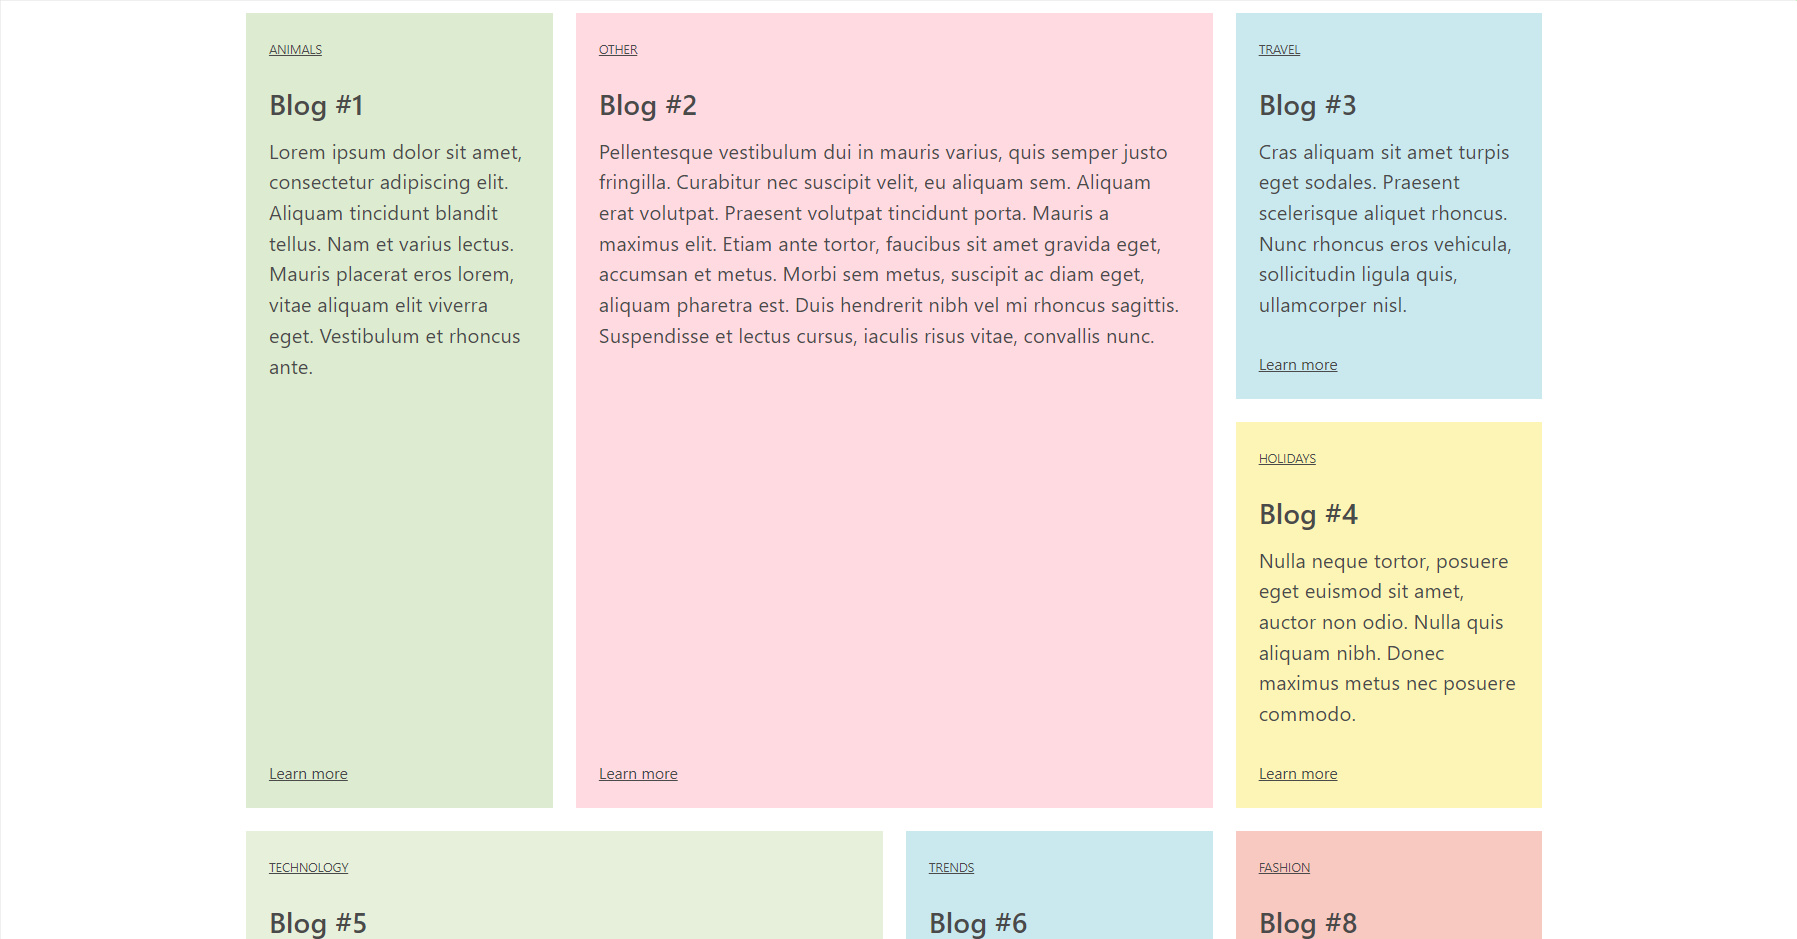 ANIMALS
Blog #1
Lorem ipsum dolor sit amet,
consectetur adipiscing elit.
Aliquam tincidunt blandit
tellus. Nam et varius lectus.
Mauris placerat eros lorem,
vitae aliquam elit viverra
eget. Vestibulum et rhoncus
ante.
Learn more
OTHER
Blog #2
Pellentesque vestibulum dui in mauris varius, quis semper justo
fringilla. Curabitur nec suscipit velit, eu aliquam sem. Aliquam
erat volutpat. Praesent volutpat tincidunt porta. Mauris a
maximus elit. Etiam ante tortor, faucibus sit amet gravida eget,
accumsan et metus. Morbi sem metus, suscipit ac diam eget,
aliquam pharetra est. Duis hendrerit nibh vel mi rhoncus sagittis.
Suspendisse et lectus cursus, iaculis risus vitae, convallis nunc.
Learn more
TRAVEL
Blog #3
Cras aliquam sit amet turpis
eget sodales. Praesent
scelerisque aliquet rhoncus.
Nunc rhoncus eros vehicula,
sollicitudin ligula quis,
ullamcorper nisl.
Learn more
HOLIDAYS
Blog #4
Nulla neque tortor, posuere
eget euismod sit amet,
auctor non odio. Nulla quis
aliquam nibh. Donec
maximus metus nec posuere
commodo.
Learn more
TECHNOLOGY
Blog #5
TRENDS
Blog #6
FASHION
Blog #8